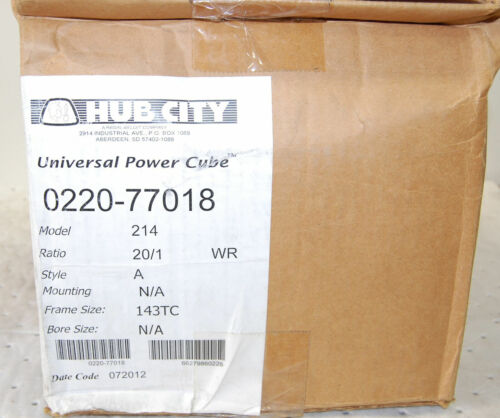 HUB CITY
A REGAL-BELOIT COMPANY
2914 INDUSTRIAL AVE., P.O. BOX 1089
ABERDEEN, SD 57402-1089
Universal Power Cube™
0220-77018
Model 214
Ratio 20/1 WR
Style A
Mounting N/A
Frame Size: 143TC
Bore Size: N/A
0220-77018 66279860226
Date Code 072012